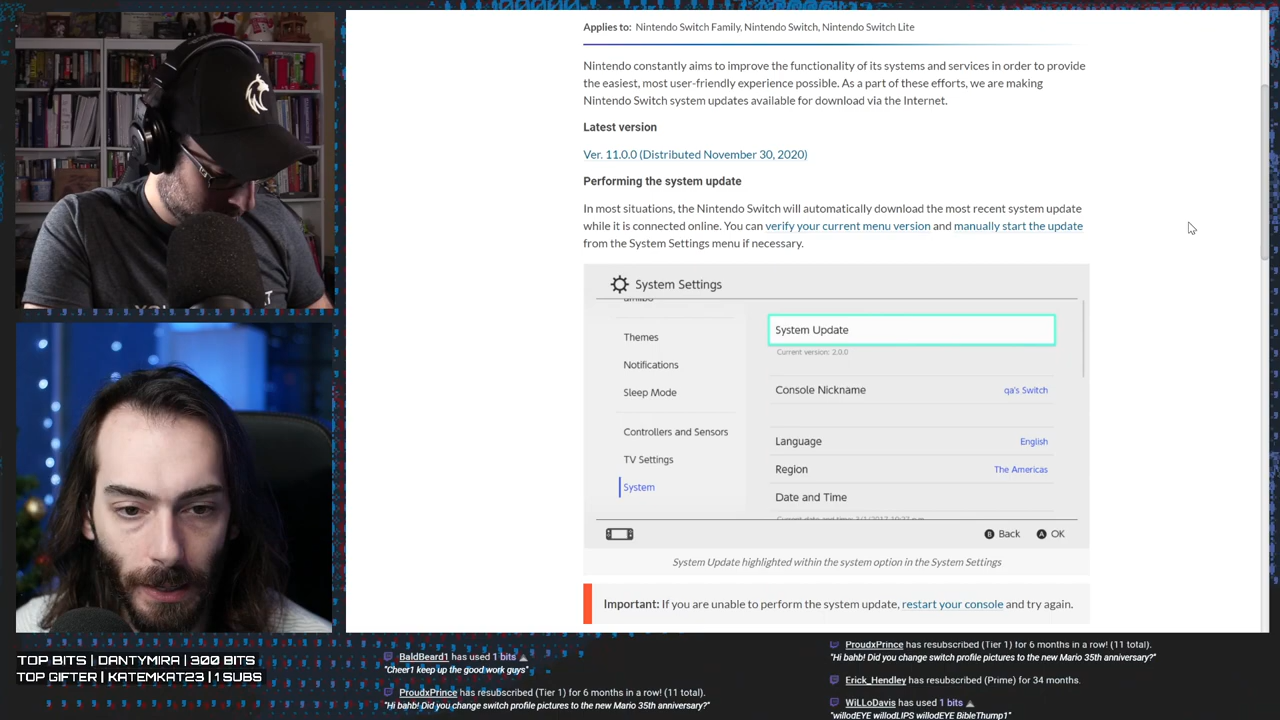 Applies to: Nintendo Switch Family, Nintendo Switch, Nintendo Switch Lite
Nintendo constantly aims to improve the functionality of its systems and services in order to provide
the easiest, most user-friendly experience possible. As a part of these efforts, we are making
Nintendo Switch system updates available for download via the Internet.
Latest version
Ver. 11.0.0 (Distributed November 30, 2020)
Performing the system update
In most situations, the Nintendo Switch will automatically download the most recent system update
while it is connected online. You can verify your current menu version and manually start the update
from the System Settings menu if necessary.
System Settings
amiibo
Themes
Notifications
Sleep Mode
Controllers and Sensors
TV Settings
System
System Update
Current version: 2.0.0
Console Nickname qa's Switch
Language English
Region The Americas
Date and Time
B Back A OK
System Update highlighted within the system option in the System Settings
Important: If you are unable to perform the system update, restart your console and try again.
TOP BITS | DANTYMIRA | 300 BITS
TOP GIFTER | KATEMKAT23 | 1 SUBS
BaldBeard1 has used 1 bits
"Cheer1 keep up the good work guys"
ProudxPrince has resubscribed (Tier 1) for 6 months in a row! (11 total).
"Hi bahb! Did you change switch profile pictures to the new Mario 35th anniversary?"
ProudxPrince has resubscribed (Tier 1) for 6 months in a row! (11 total).
"Hi bahb! Did you change switch profile pictures to the new Mario 35th anniversary?"
Erick_Hendley has resubscribed (Prime) for 34 months.
WiLLoDavis has used 1 bits
"willodEYE willodLIPS willodEYE BibleThump1"